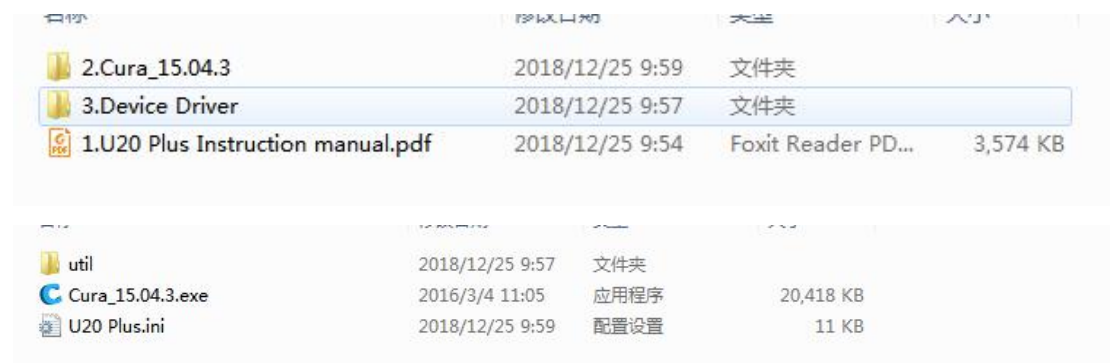 2.Cura_15.04.3 2018/12/25 9:59 文件夹
3.Device Driver 2018/12/25 9:57 文件夹
1.U20 Plus Instruction manual.pdf 2018/12/25 9:54 Foxit Reader PD... 3,574 KB
util 2018/12/25 9:57 文件夹
Cura_15.04.3.exe 2016/3/4 11:05 应用程序 20,418 KB
U20 Plus.ini 2018/12/25 9:59 配置设置 11 KB